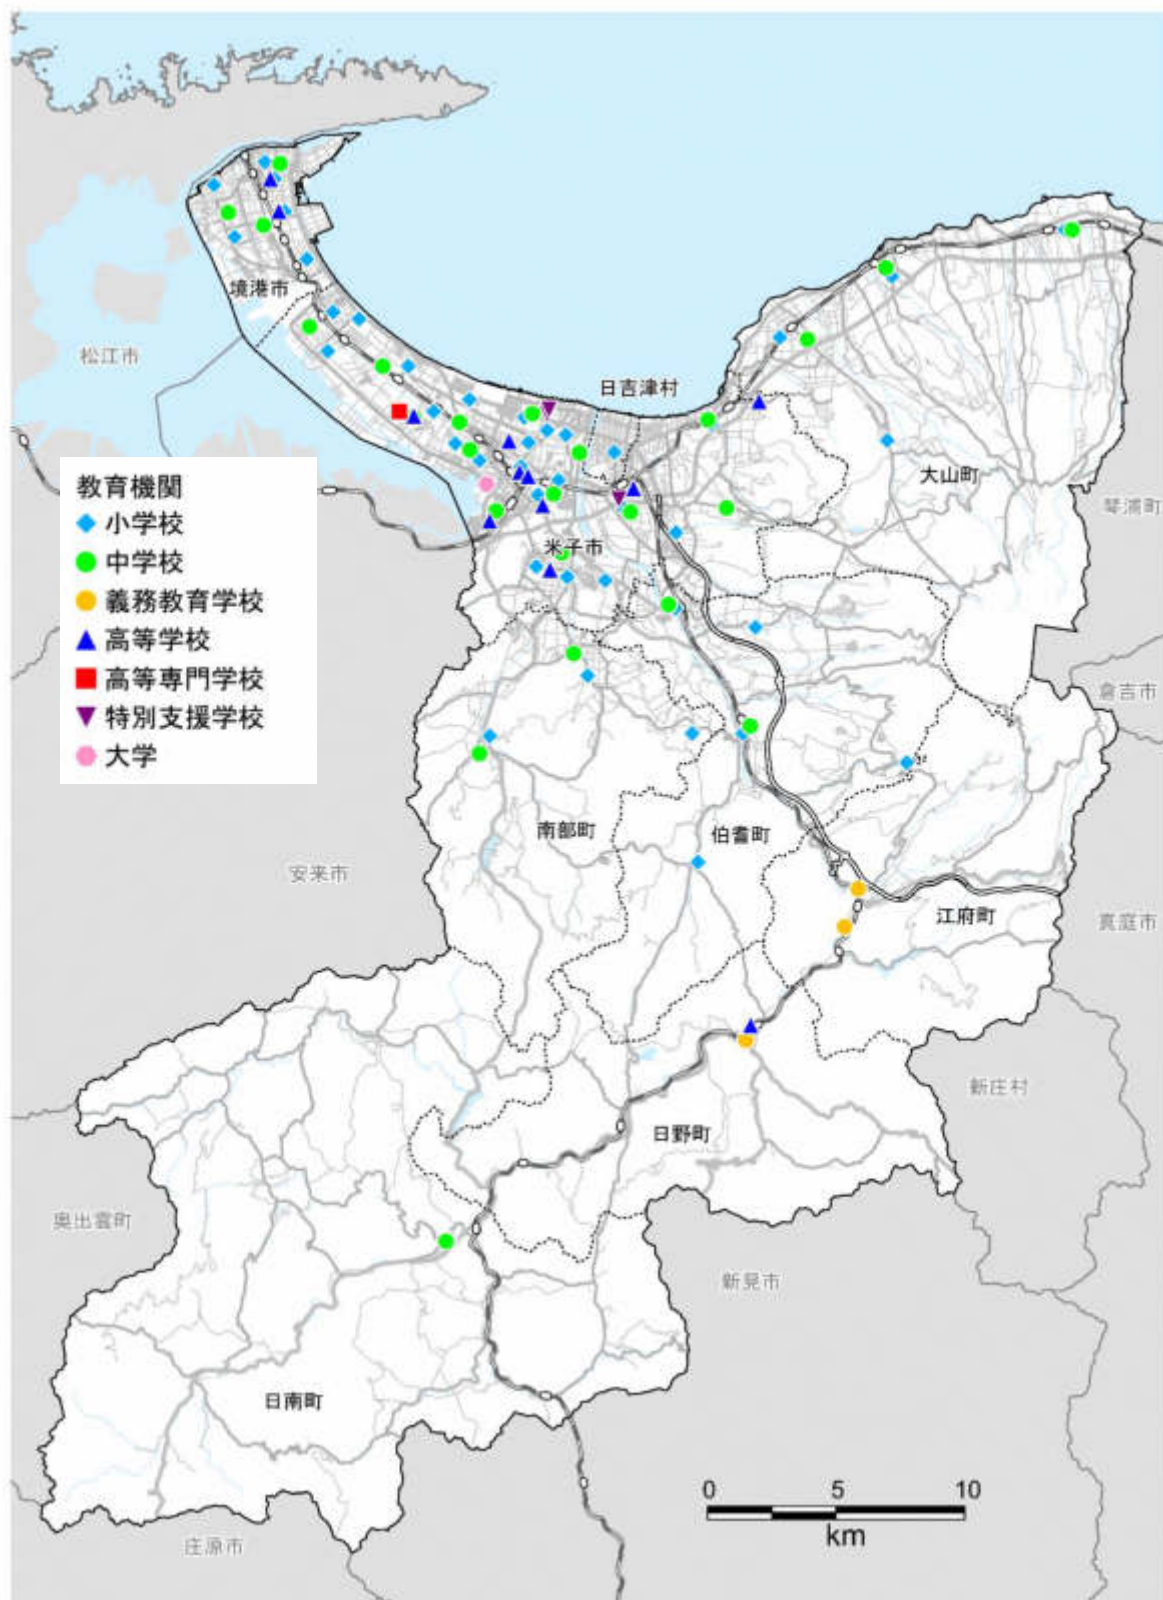 境港市
松江市
日吉津村
大山町
琴浦町
教育機関
小学校
中学校
義務教育学校
高等学校
高等専門学校
特別支援学校
大学
米子市
倉吉市
南部町
伯耆町
安来市
江府町
真庭市
新庄村
日野町
奥出雲町
新見市
日南町
0 5 10
km
庄原市